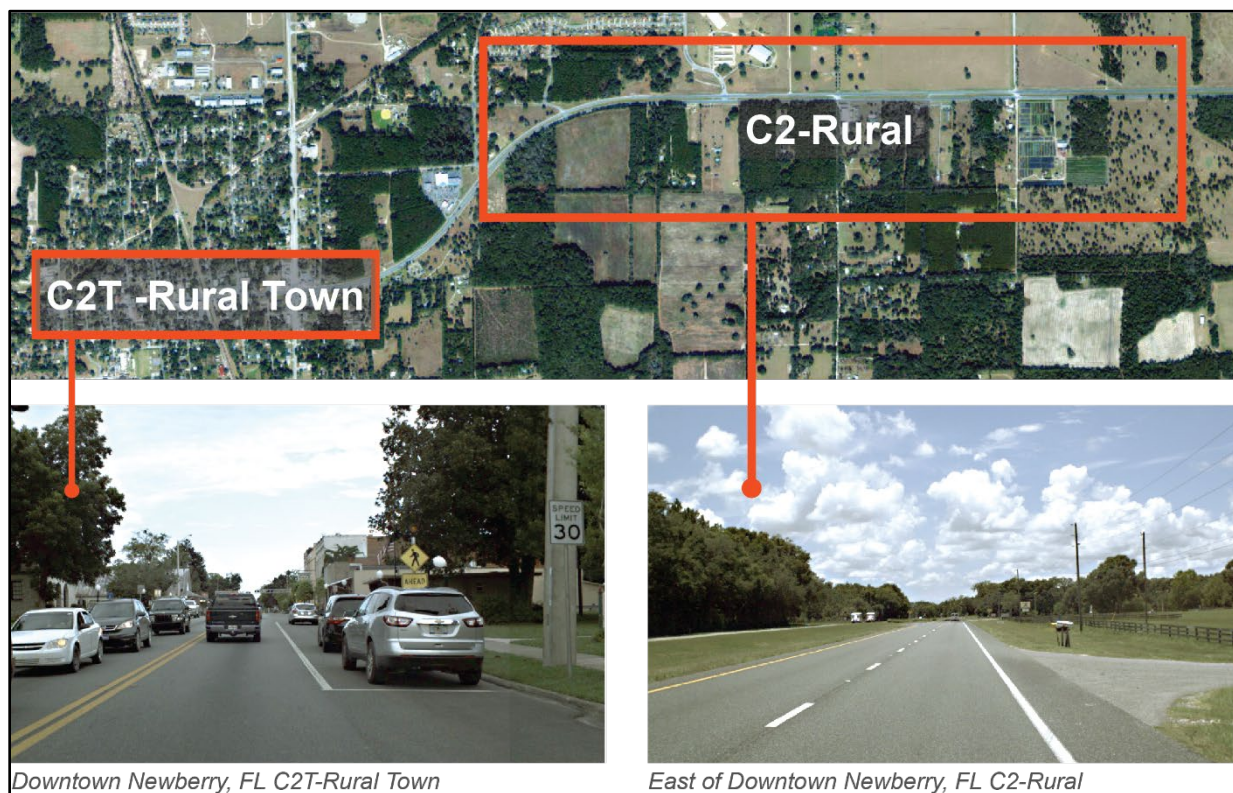 C2-Rural
C2T -Rural Town
SPEED
LIMIT
30
AHEAD
Downtown Newberry, FL C2T-Rural Town
East of Downtown Newberry, FL C2-Rural